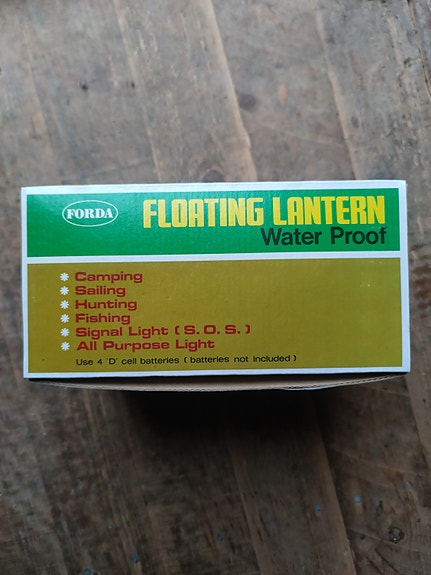 FORDA
FLOATING LANTERN
Water Proof
Camping
Sailing
Hunting
Fishing
Signal Light ( S. O. S. )
All Purpose Light
Use 4 'D' cell batteries ( batteries not included )